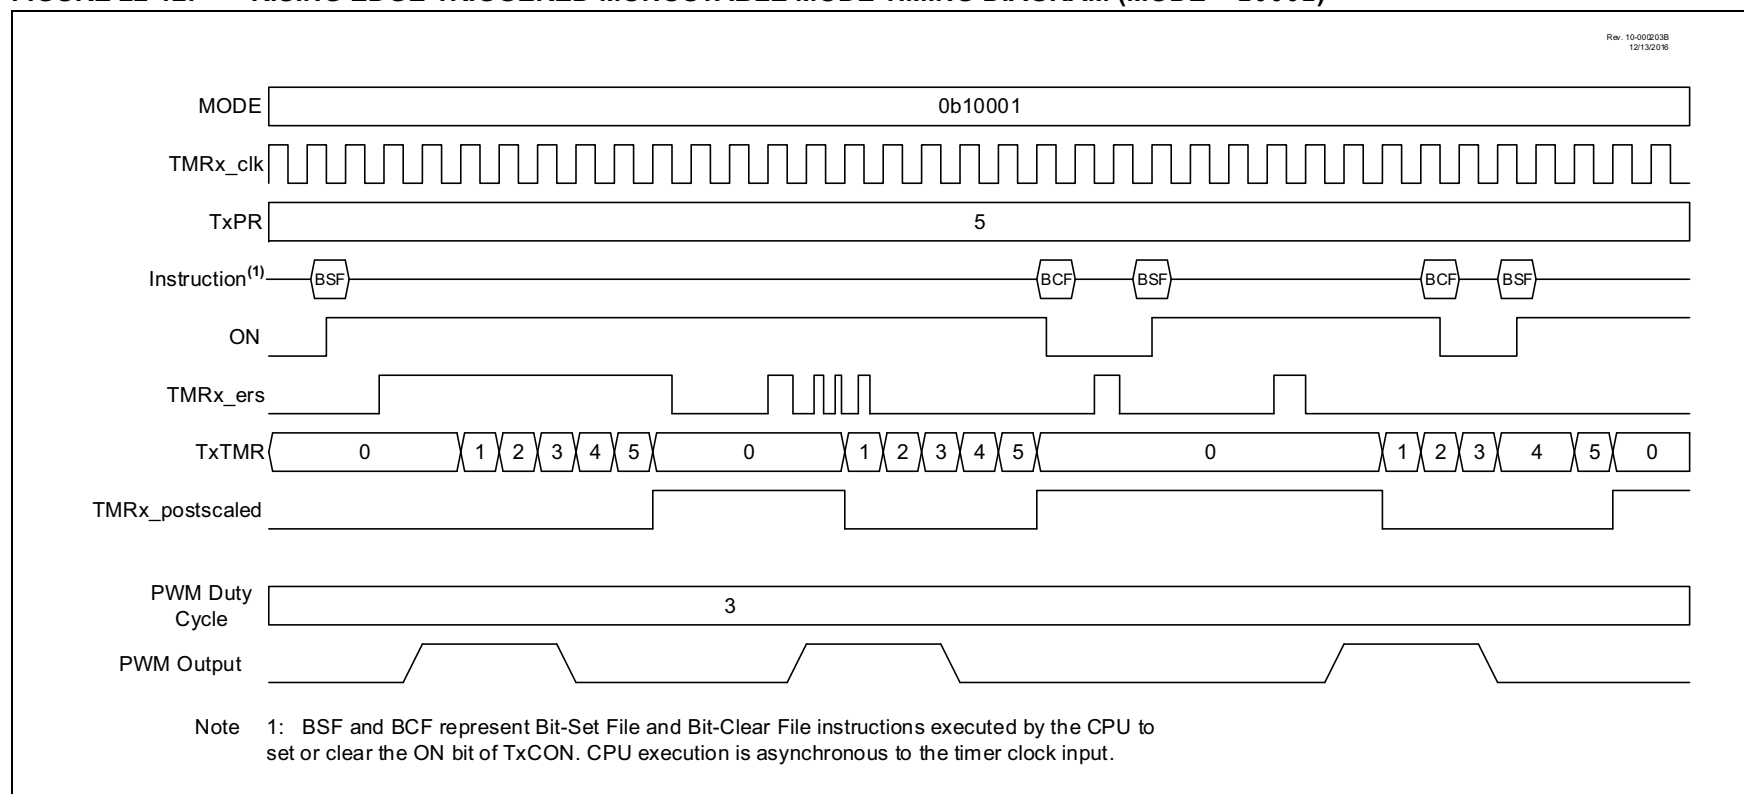 Rev. 10-000203B
12/13/2016
MODE 0b10001
TMRx_clk
TxPR 5
Instruction(1) BSF BCF BSF BCF BSF
ON
TMRx_ers
TxTMR 0 1 2 3 4 5 0 1 2 3 4 5 0 1 2 3 4 5 0
TMRx_postscaled
PWM Duty
Cycle
3
PWM Output
Note 1: BSF and BCF represent Bit-Set File and Bit-Clear File instructions executed by the CPU to
set or clear the ON bit of TxCON. CPU execution is asynchronous to the timer clock input.